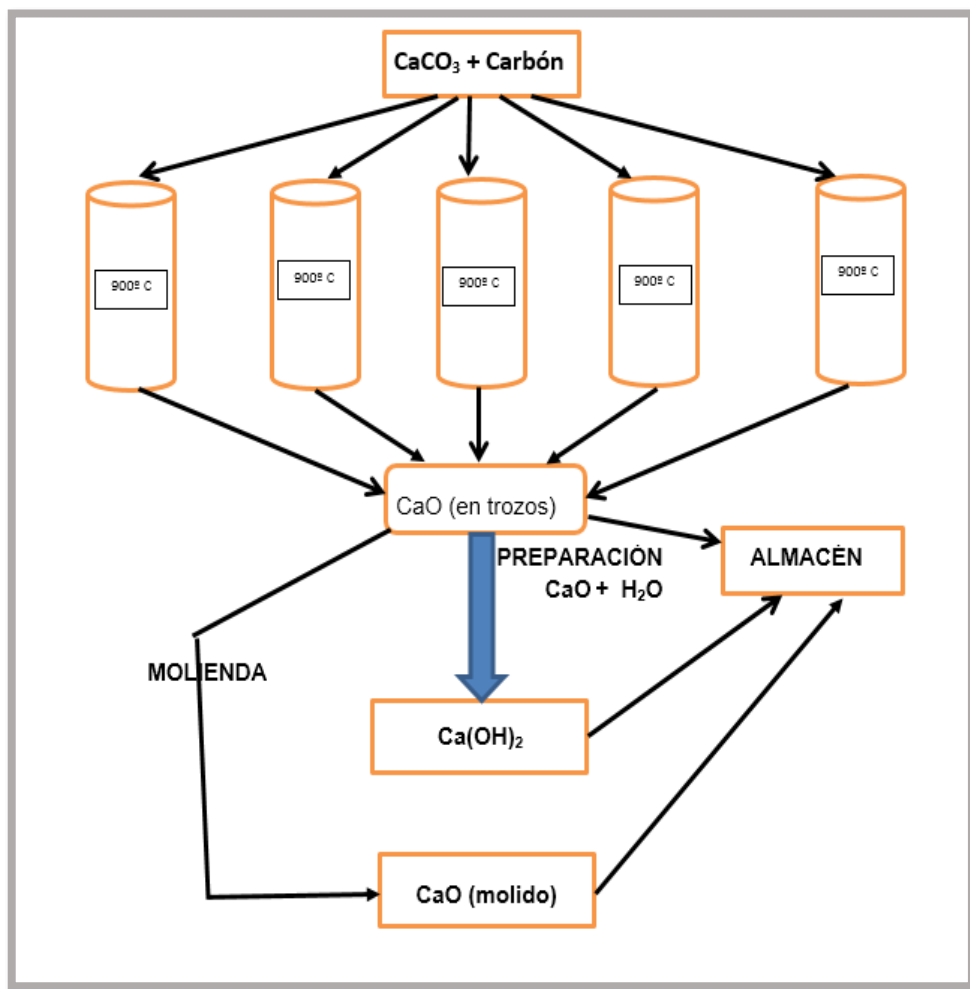 CaCO₃ + Carbón
900º C
900º C
900º C
900º C
900º C
CaO (en trozos)
PREPARACIÓN
CaO + H₂O
ALMACÉN
MOLIENDA
Ca(OH)₂
CaO (molido)